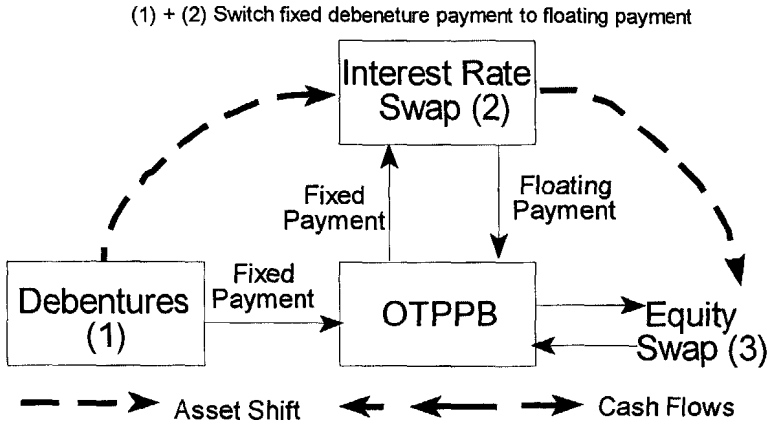 (1) + (2) Switch fixed debeneture payment to floating payment
Interest Rate
Swap (2)
Fixed
Payment
Floating
Payment
Debentures
(1)
Fixed
Payment
OTPPB
Equity
Swap (3)
Asset Shift
Cash Flows